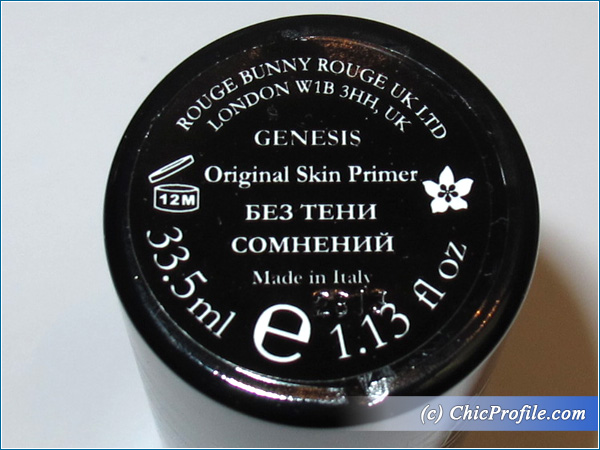 ROUGE BUNNY ROUGE UK LTD
LONDON W1B 3HH, UK
GENESIS
Original Skin Primer
12M
БЕЗ ТЕНИ
СОМНЕНИЙ
Made in Italy
33.5ml e 1.13 fl oz
(c) ChicProfile.com